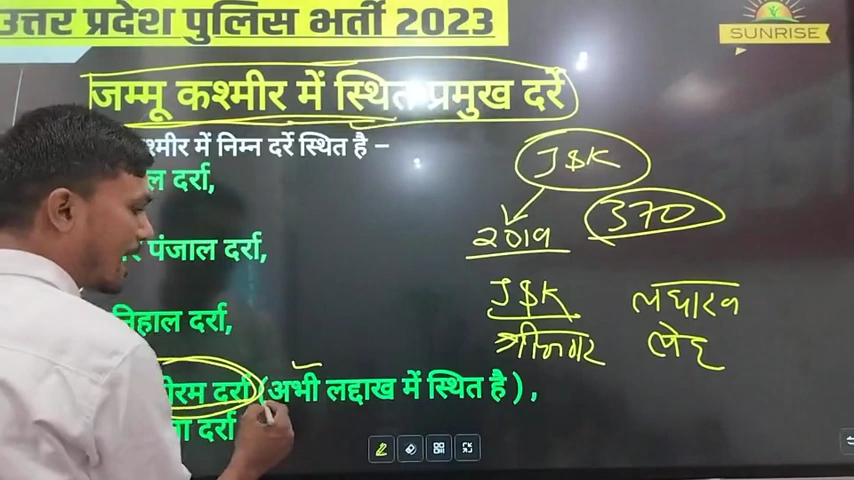 उत्तर प्रदेश पुलिस भर्ती 2023
SUNRISE
जम्मू कश्मीर में स्थित प्रमुख दर्रे
में निम्न दर्रे स्थित है –
दर्रा,
पंजाल दर्रा,
दर्रा,
दर्रा (अभी लद्दाख में स्थित है ) ,
दर्रा
J$K
2019
370
J$K
श्रीनगर
लद्दाख
लेह